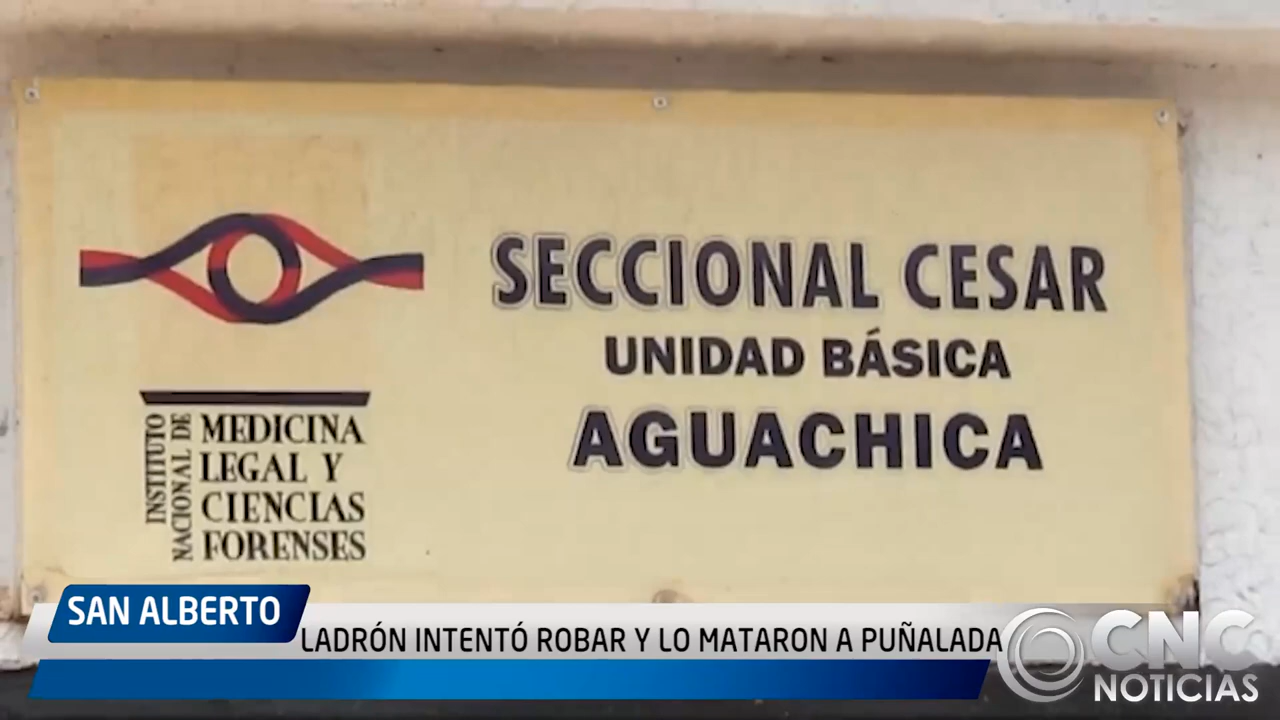 SECCIONAL CESAR
UNIDAD BÁSICA
AGUACHICA
INSTITUTO
NACIONAL DE
MEDICINA
LEGAL Y
CIENCIAS
FORENSES
SAN ALBERTO
LADRÓN INTENTÓ ROBAR Y LO MATARON A PUÑALADA
CNC
NOTICIAS